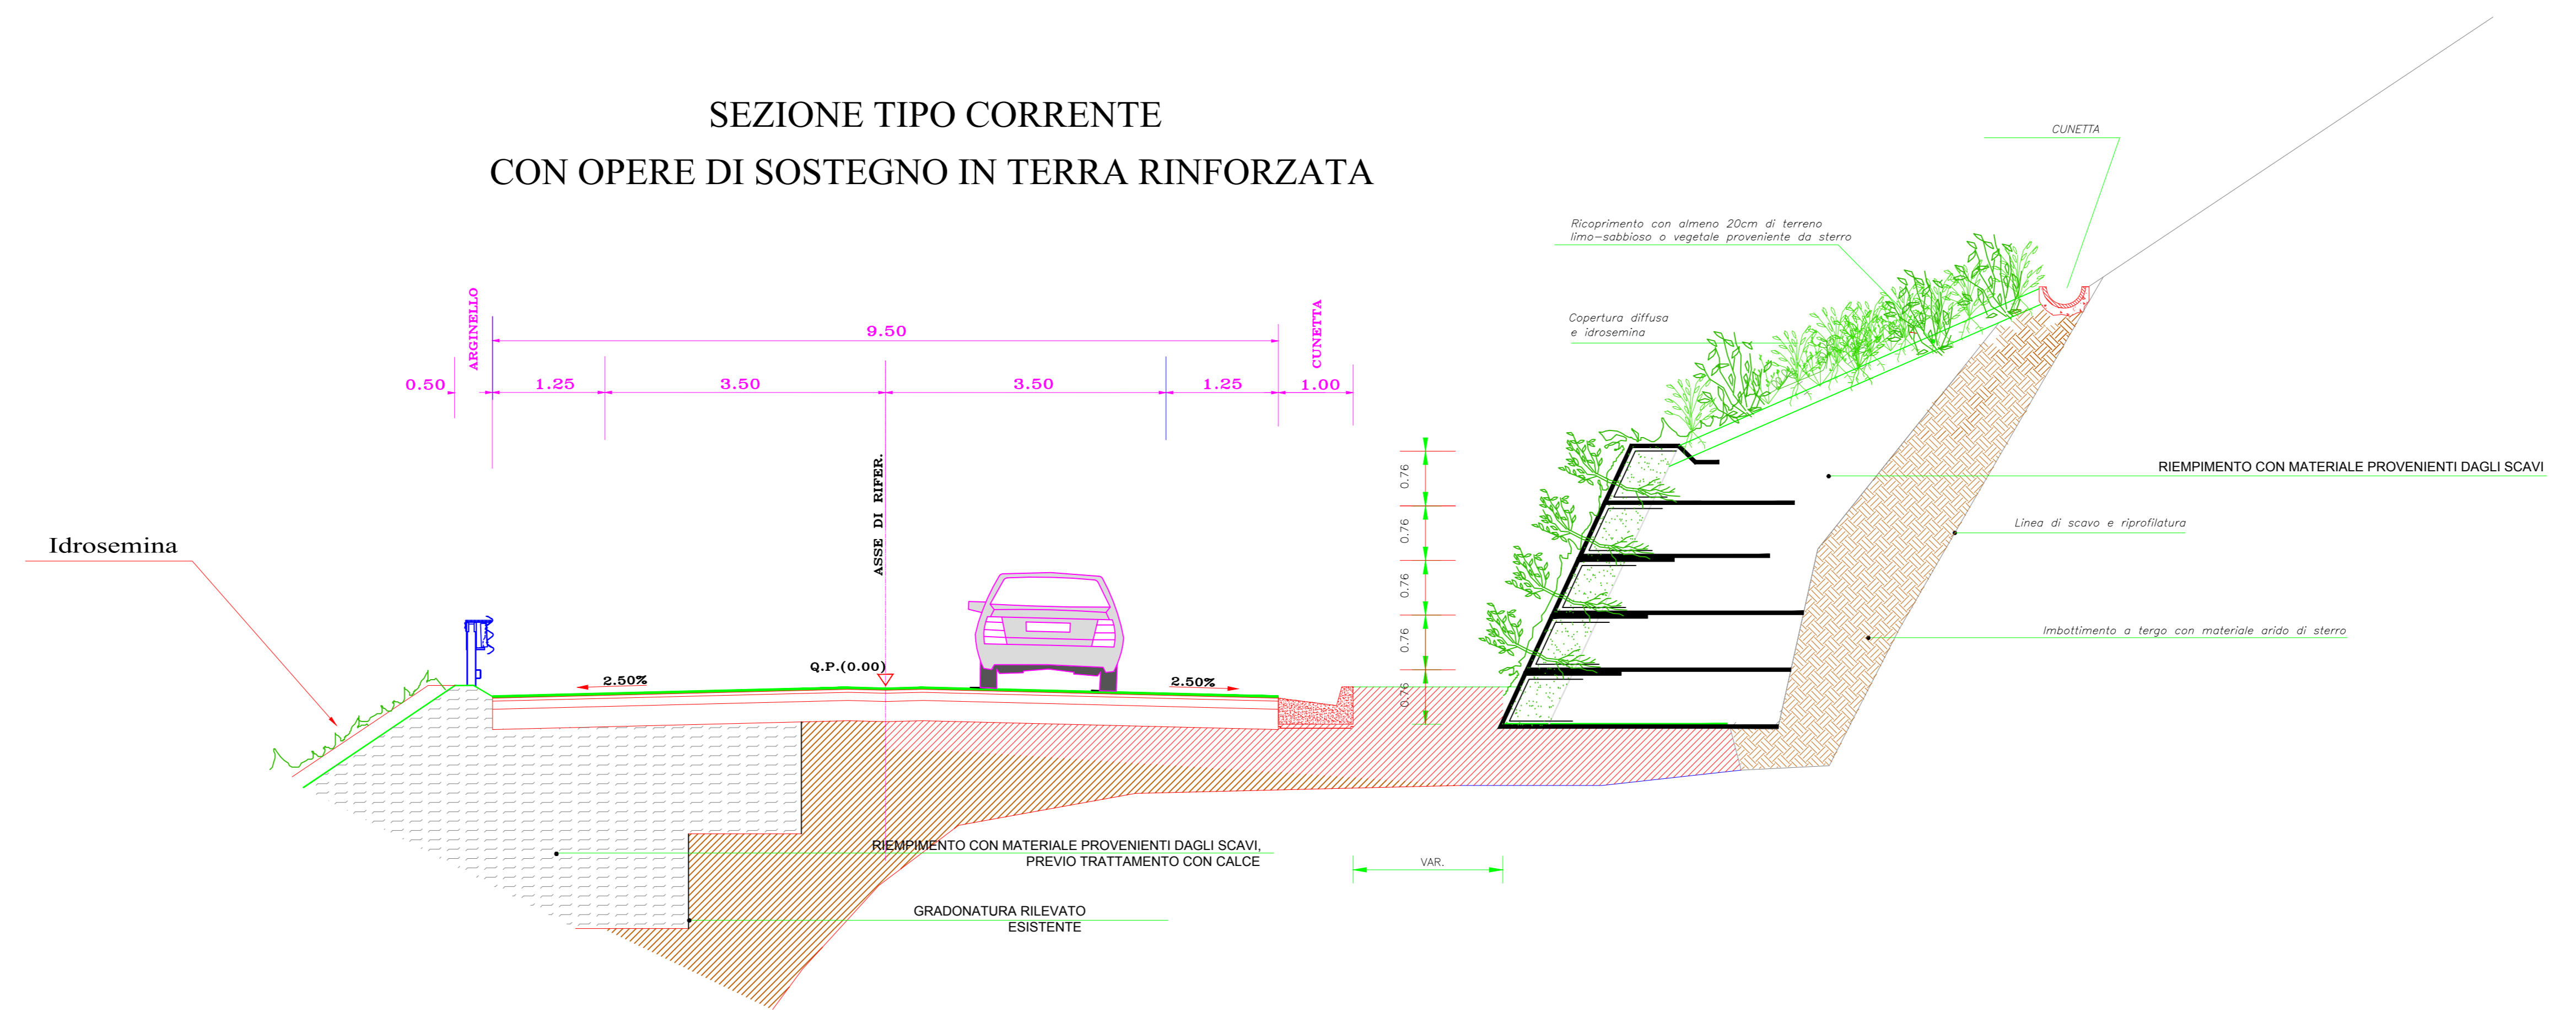 SEZIONE TIPO CORRENTE
CON OPERE DI SOSTEGNO IN TERRA RINFORZATA
CUNETTA
Ricoprimento con almeno 20cm di terreno
limo-sabbioso o vegetale proveniente da sterro
Copertura diffusa
e idrosemina
ARGINELLO
CUNETTA
9.50
0.50
1.25
3.50
3.50
1.25
1.00
ASSE DI RIFER.
0.76
0.76
0.76
0.76
0.76
RIEMPIMENTO CON MATERIALE PROVENIENTI DAGLI SCAVI
Linea di scavo e riprofilatura
Imbottimento a tergo con materiale arido di sterro
Idrosemina
Q.P.(0.00)
2.50%
2.50%
RIEMPIMENTO CON MATERIALE PROVENIENTI DAGLI SCAVI,
PREVIO TRATTAMENTO CON CALCE
VAR.
GRADONATURA RILEVATO
ESISTENTE